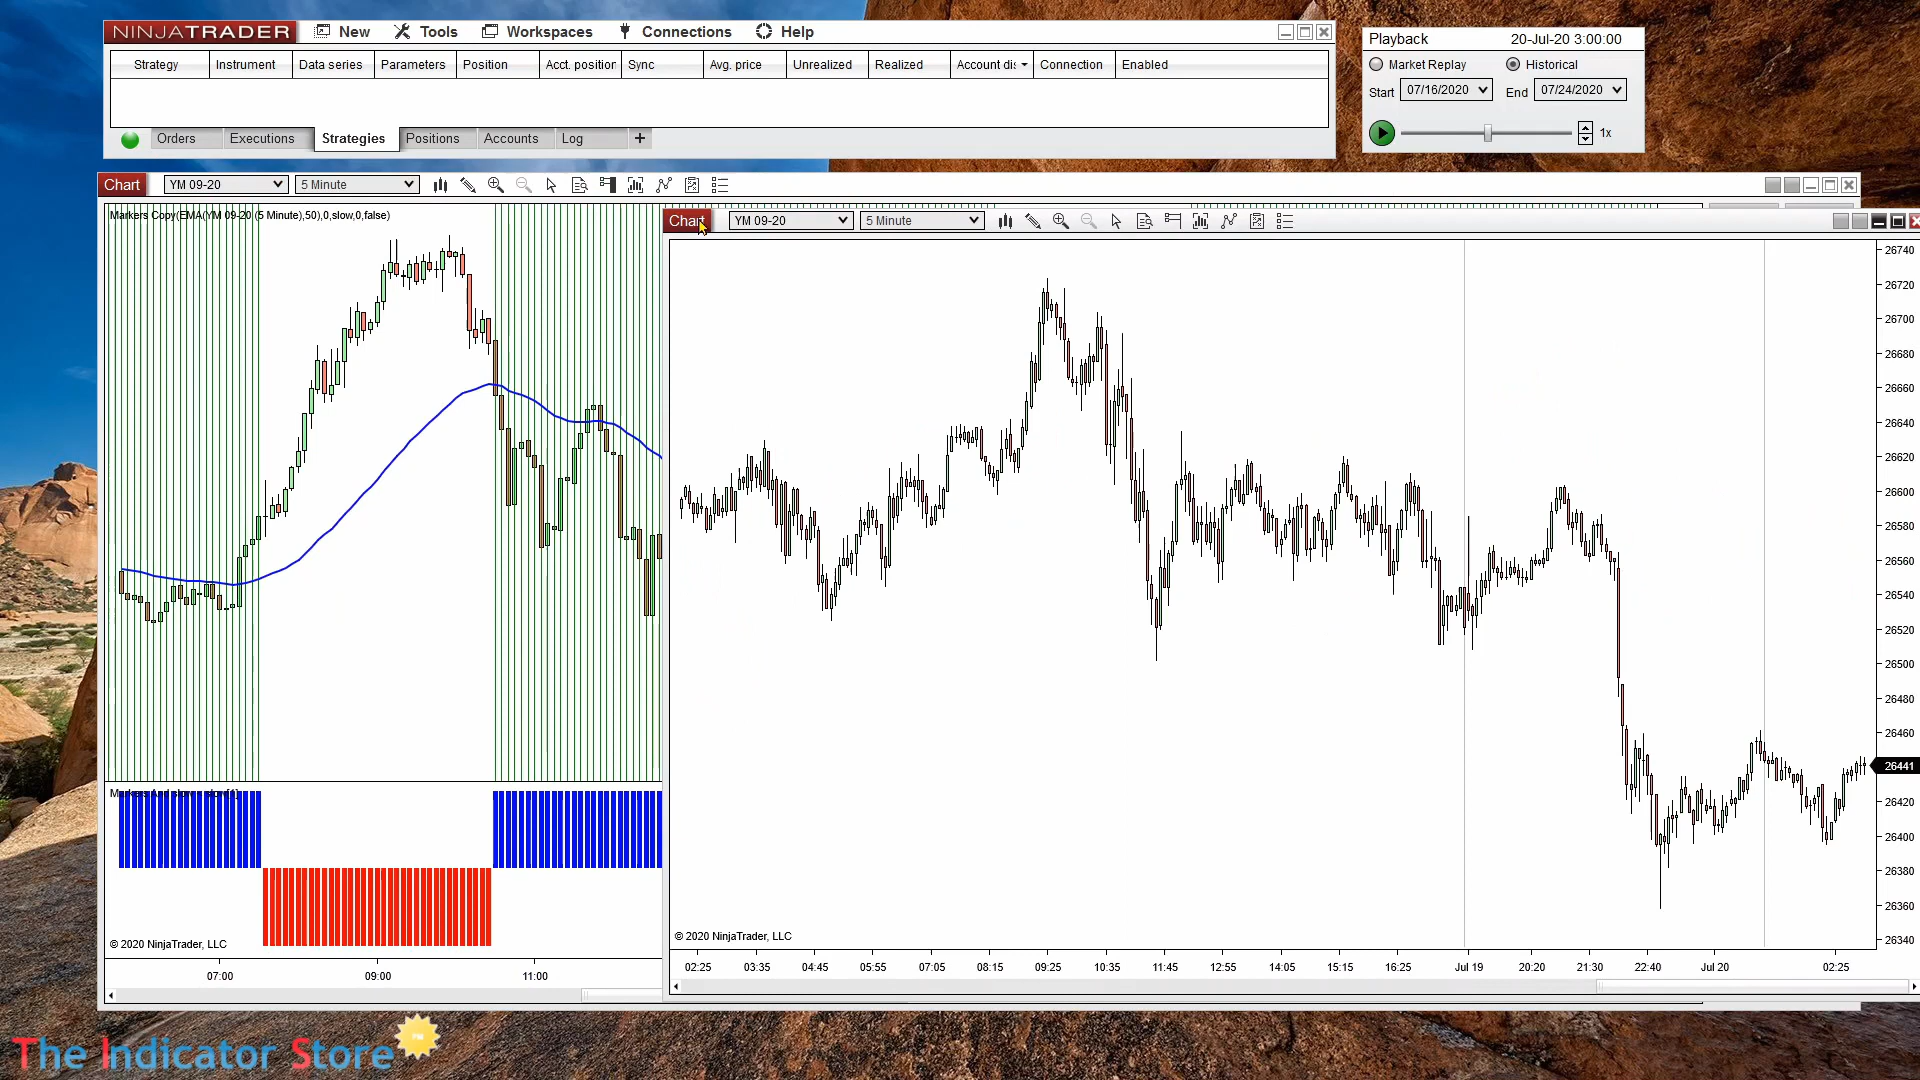 NINJATRADER New Tools Workspaces Connections Help
Strategy Instrument Data series Parameters Position Acct. position Sync Avg. price Unrealized Realized Account dis Connection Enabled
Orders Executions Strategies Positions Accounts Log +
Playback 20-Jul-20 3:00:00
Market Replay Historical
Start 07/16/2020 End 07/24/2020
1x
Chart YM 09-20 5 Minute
Markers Copy(EMA(YM 09-20 (5 Minute),50),0,slow,0,false)
© 2020 NinjaTrader, LLC
07:00 09:00 11:00
Chart YM 09-20 5 Minute
26740
26720
26700
26680
26660
26640
26620
26600
26580
26560
26540
26520
26500
26480
26460
26441
26420
26400
26380
26360
26340
© 2020 NinjaTrader, LLC
02:25 03:35 04:45 05:55 07:05 08:15 09:25 10:35 11:45 12:55 14:05 15:15 16:25 Jul 19 20:20 21:30 22:40 Jul 20 02:25
The Indicator Store